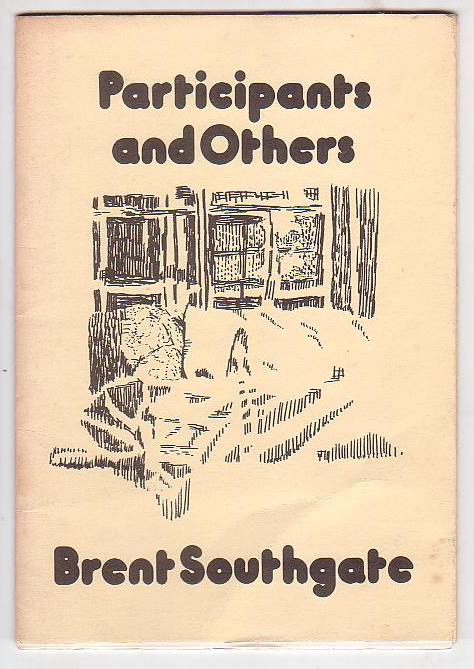 Participants
and Others
Brent Southgate